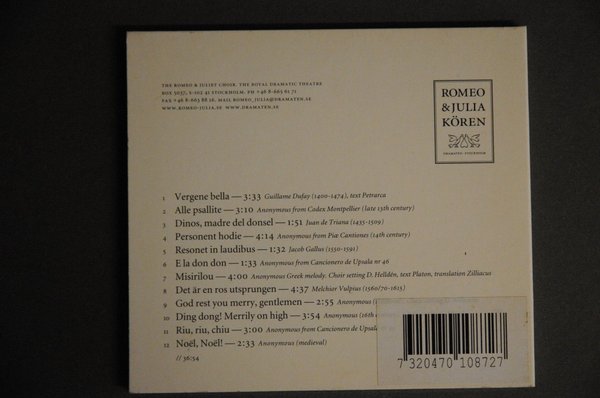 THE ROMEO & JULIET CHOIR. THE ROYAL DRAMATIC THEATRE
BOX 5037, S-102 41 STOCKHOLM. PH +46 8-665 61 71
FAX +46 8-663 88 16. MAIL ROMEO_JULIA@DRAMATEN.SE
WWW.ROMEO-JULIA.SE WWW.DRAMATEN.SE
ROMEO
& JULIA
KÖREN
DRAMATEN · STOCKHOLM
1 Vergene bella — 3:33 Guillame Dufay (1400-1474), text Petrarca
2 Alle psallite — 3:10 Anonymous from Codex Montpellier (late 13th century)
3 Dinos, madre del donsel — 1:51 Juan de Triana (1435-1509)
4 Personent hodie — 4:14 Anonymous from Piæ Cantiones (14th century)
5 Resonet in laudibus — 1:32 Jacob Gallus (1550-1591)
6 E la don don — 1:33 Anonymous from Cancionero de Upsala nr 46
7 Misirilou — 4:00 Anonymous Greek melody. Choir setting D. Helldén, text Platon, translation Zilliacus
8 Det är en ros utsprungen — 4:37 Melchior Vulpius (1560/70-1615)
9 God rest you merry, gentlemen — 2:55 Anonymous
10 Ding dong! Merrily on high — 3:54 Anonymous (16th
11 Riu, riu, chiu — 3:00 Anonymous from Cancionero de Upsala
12 Noël, Noël! — 2:33 Anonymous (medieval)
// 36:54
7 320470 108727